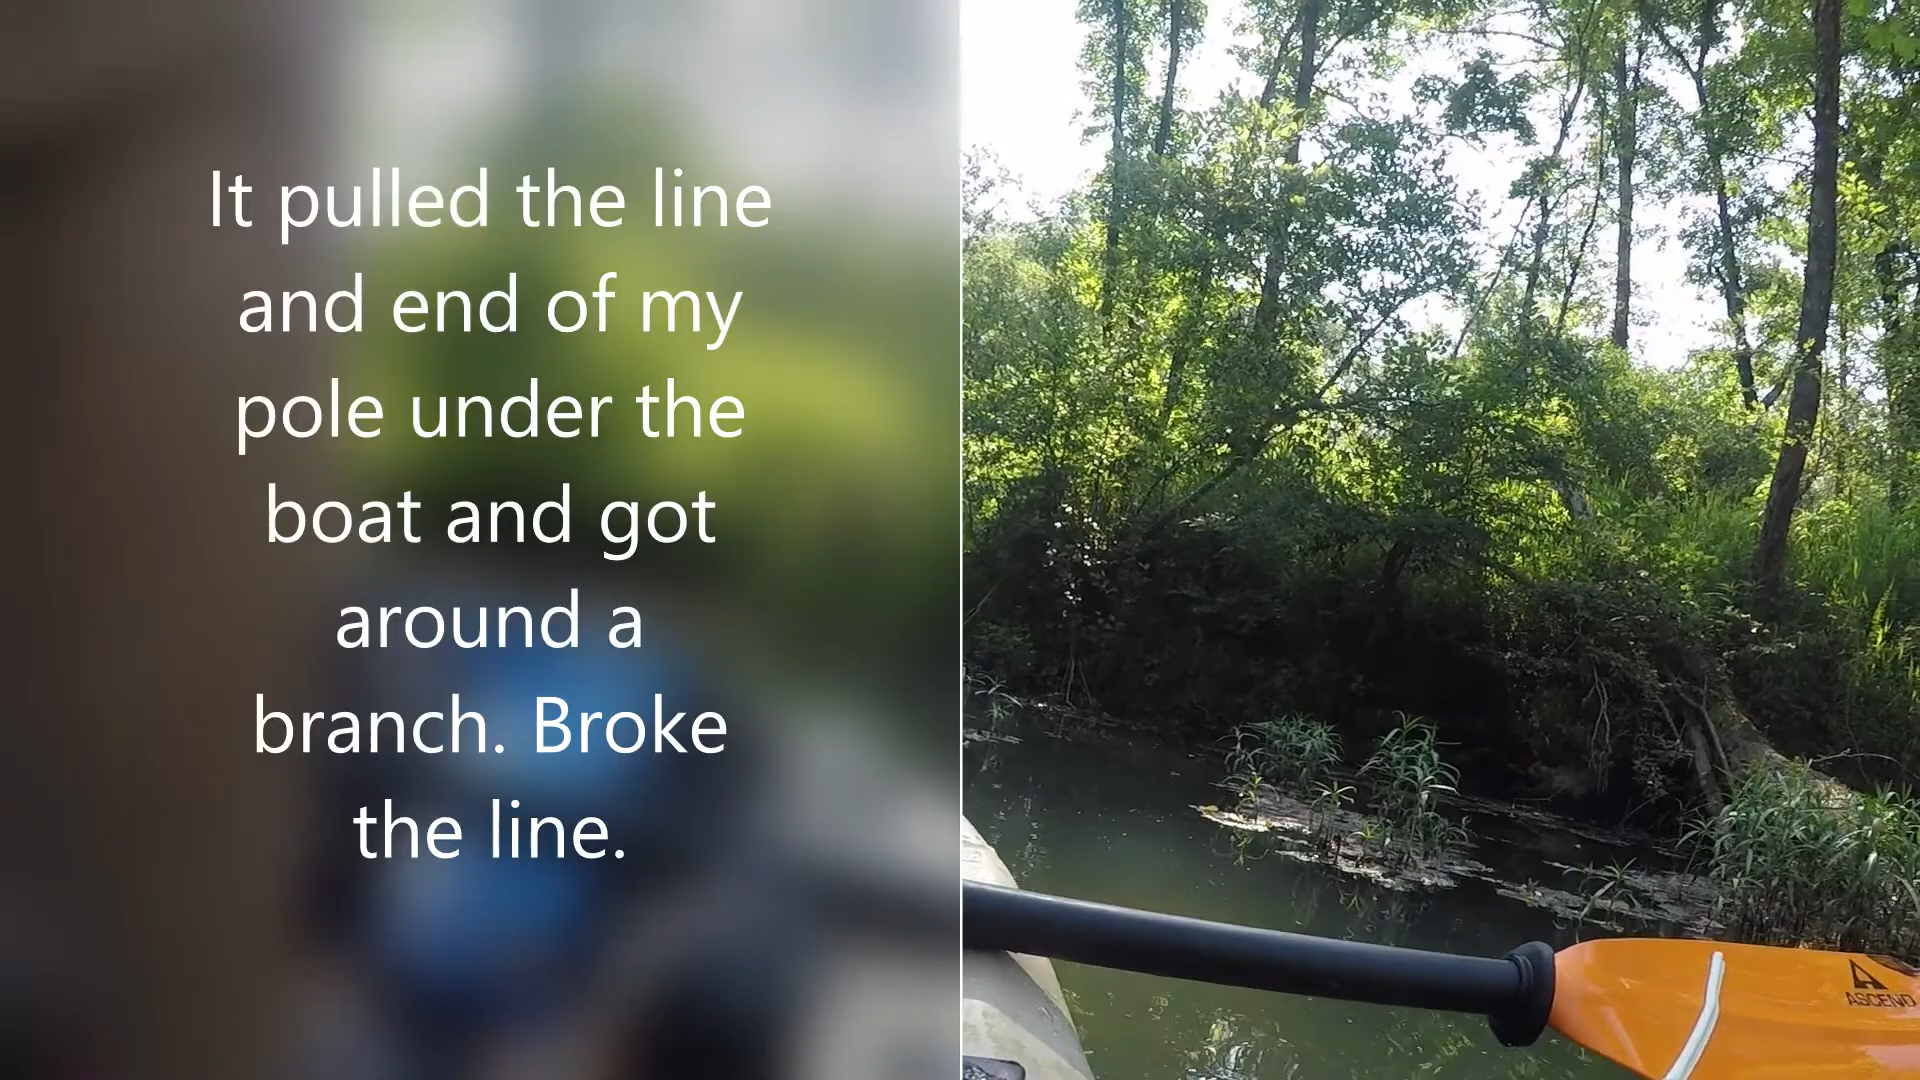 It pulled the line
and end of my
pole under the
boat and got
around a
branch. Broke
the line.
A
ASCEND